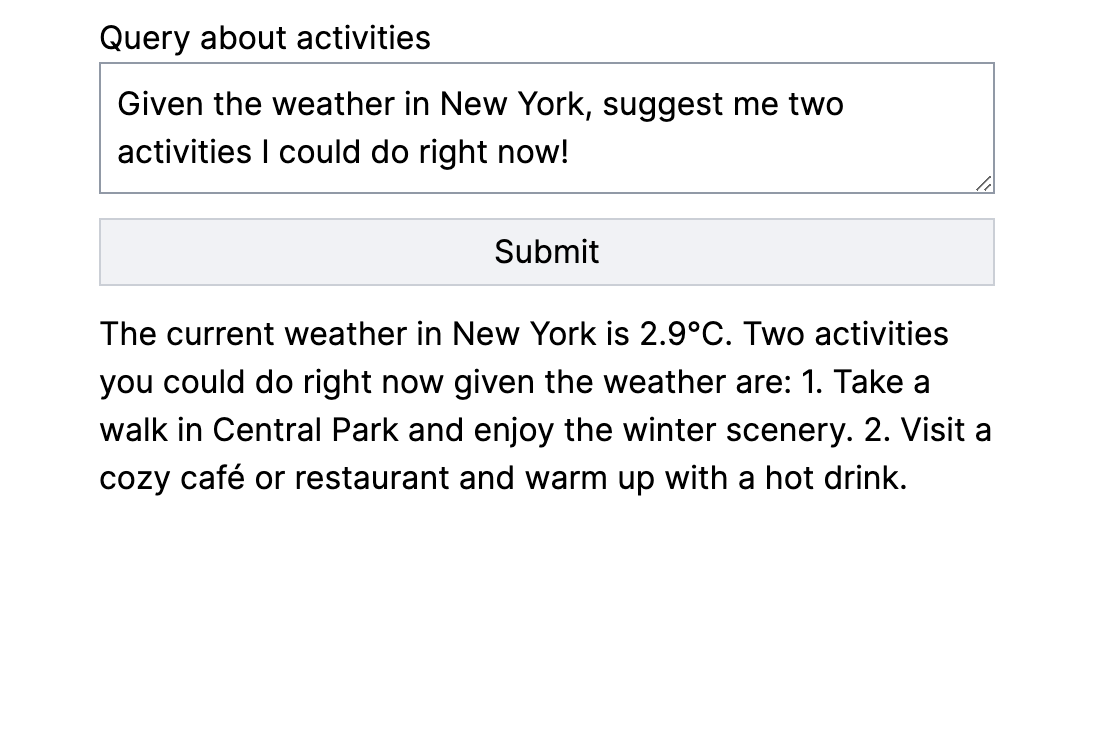 Query about activities
Given the weather in New York, suggest me two
activities I could do right now!
Submit
The current weather in New York is 2.9°C. Two activities
you could do right now given the weather are: 1. Take a
walk in Central Park and enjoy the winter scenery. 2. Visit a
cozy café or restaurant and warm up with a hot drink.